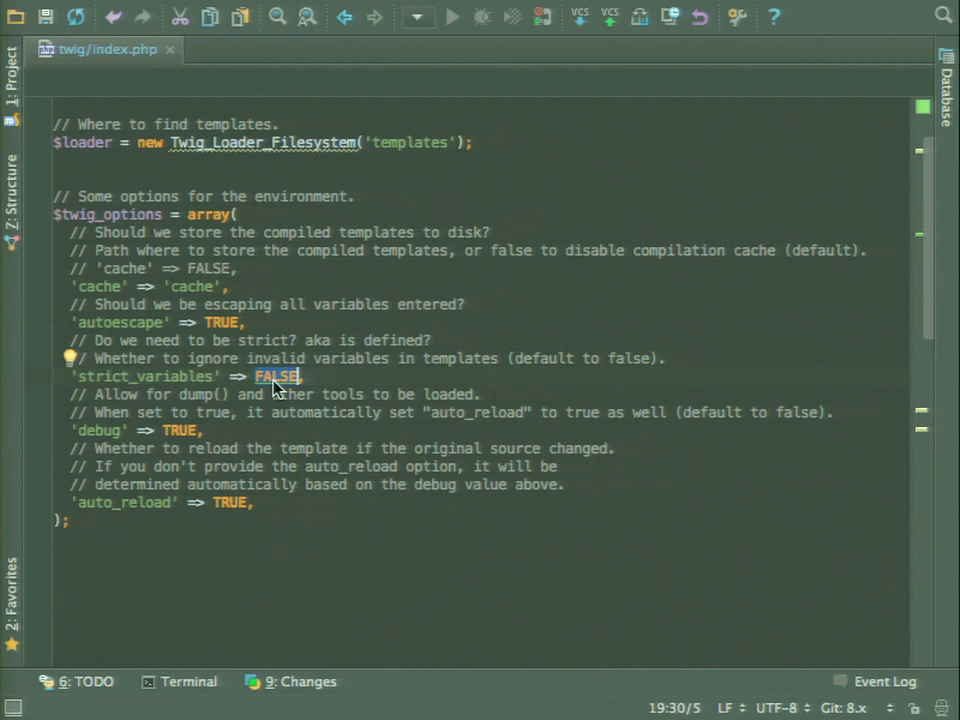 VCS VCS
twig/index.php
1: Project
Z: Structure
2: Favorites
Database
// Where to find templates.
$loader = new Twig_Loader_Filesystem('templates');
// Some options for the environment.
$twig_options = array(
// Should we store the compiled templates to disk?
// Path where to store the compiled templates, or false to disable compilation cache (default).
// 'cache' => FALSE,
'cache' => 'cache',
// Should we be escaping all variables entered?
'autoescape' => TRUE,
// Do we need to be strict? aka is defined?
// Whether to ignore invalid variables in templates (default to false).
'strict_variables' => FALSE,
// Allow for dump() and other tools to be loaded.
// When set to true, it automatically set "auto_reload" to true as well (default to false).
'debug' => TRUE,
// Whether to reload the template if the original source changed.
// If you don't provide the auto_reload option, it will be
// determined automatically based on the debug value above.
'auto_reload' => TRUE,
);
6: TODO Terminal 9: Changes Event Log
19:30/5 LF UTF-8 Git: 8.x